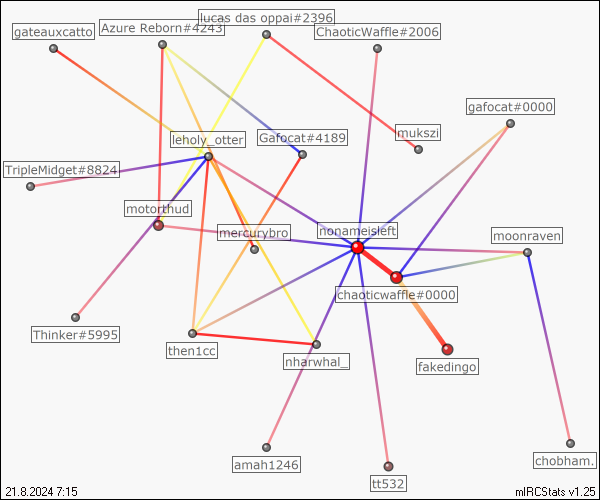 lucas das oppai#2396
Azure Reborn#4243
gateauxcatto
ChaoticWaffle#2006
gafocat#0000
mukszi
Gafocat#4189
leholy_otter
TripleMidget#8824
motorthud
mercurybro
nonameisleft
moonraven
chaoticwaffle#0000
Thinker#5995
then1cc
nharwhal_
fakedingo
amah1246
tt532
chobham.
21.8.2024 7:15
mIRCStats v1.25